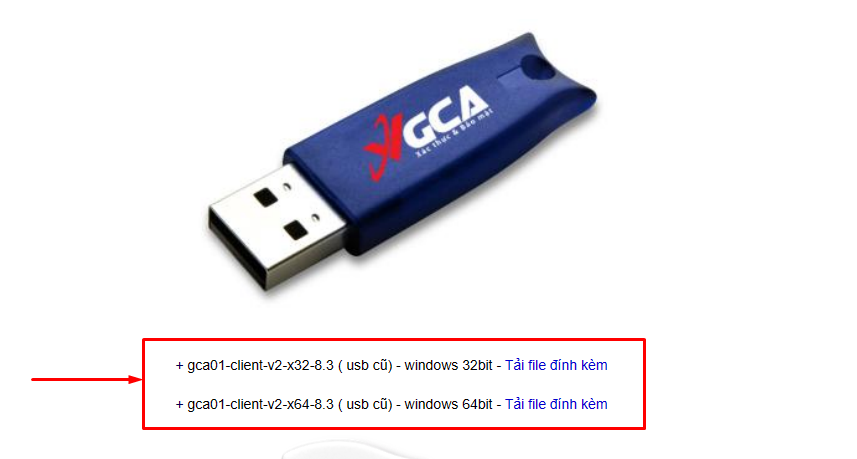 VGCA
Xác thực & Bảo mật
+ gca01-client-v2-x32-8.3 ( usb cũ) - windows 32bit - Tải file đính kèm
+ gca01-client-v2-x64-8.3 ( usb cũ) - windows 64bit - Tải file đính kèm